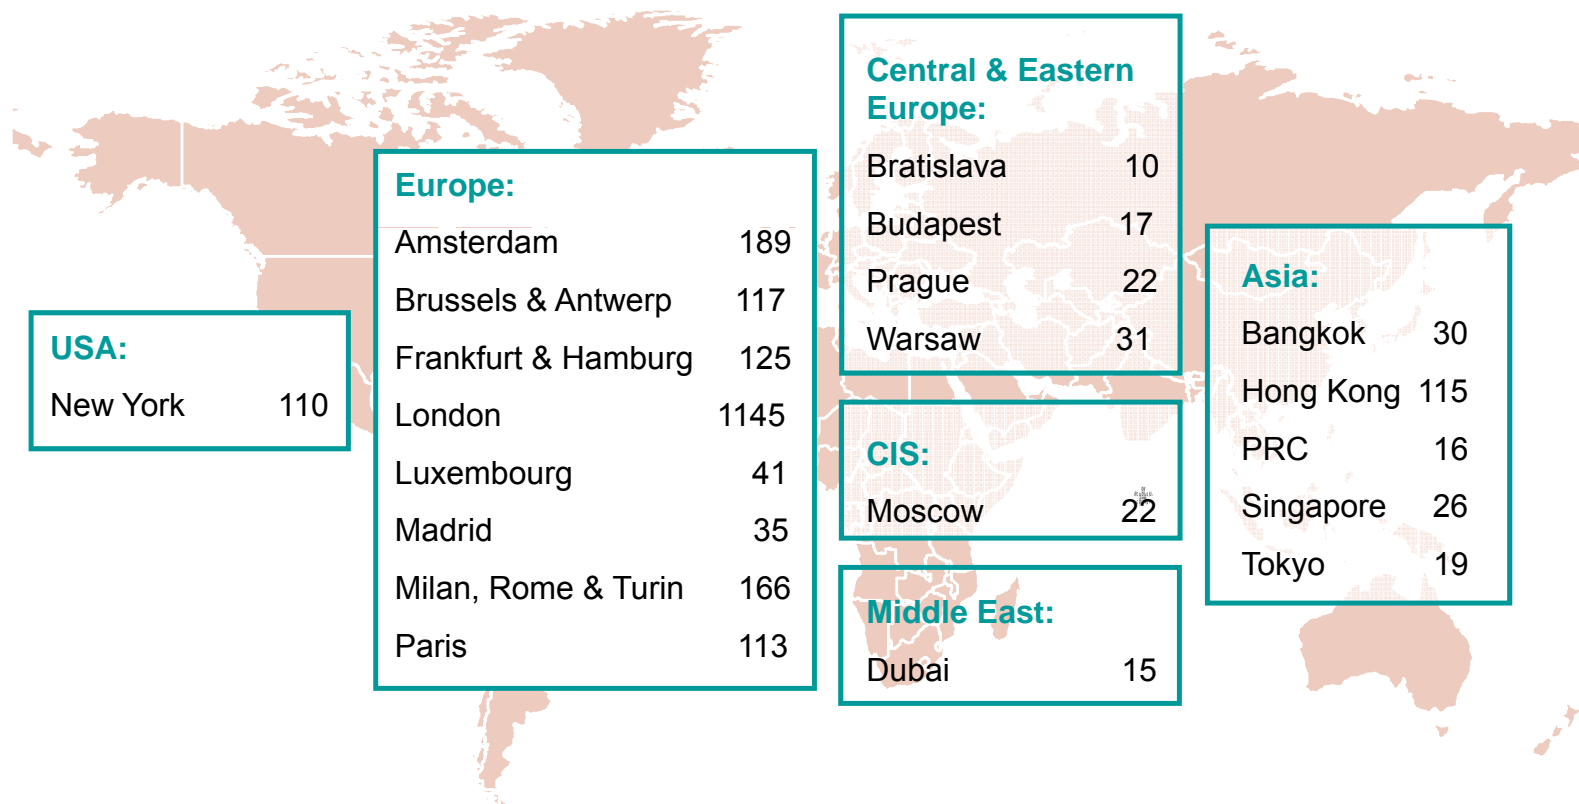 USA:
New York 110
Europe:
Amsterdam 189
Brussels & Antwerp 117
Frankfurt & Hamburg 125
London 1145
Luxembourg 41
Madrid 35
Milan, Rome & Turin 166
Paris 113
Central & Eastern
Europe:
Bratislava 10
Budapest 17
Prague 22
Warsaw 31
CIS:
Moscow 22
Middle East:
Dubai 15
Asia:
Bangkok 30
Hong Kong 115
PRC 16
Singapore 26
Tokyo 19